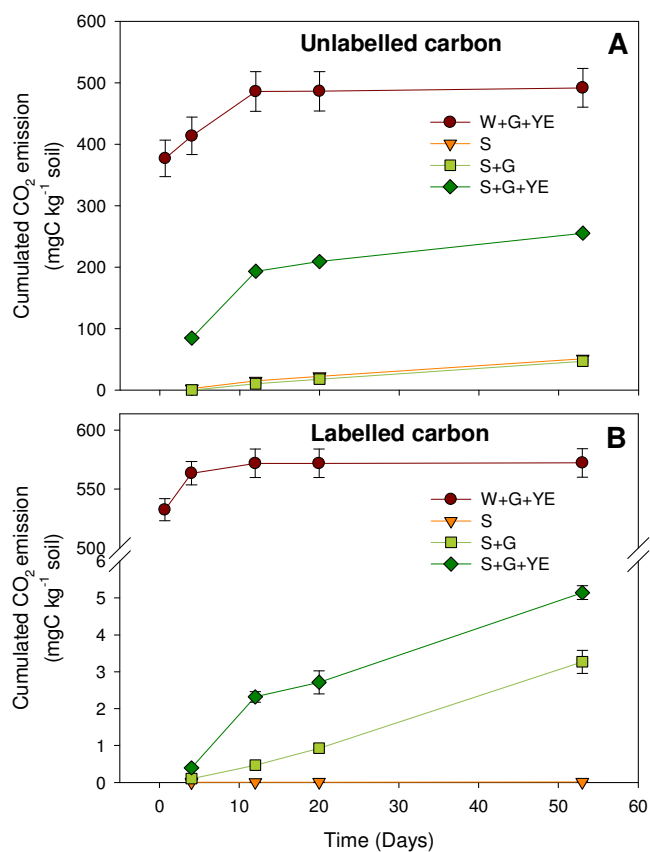 Unlabelled carbon
A
600
500
400
300
200
100
0
Cumulated CO₂ emission
(mgC kg⁻¹ soil)
W+G+YE
S
S+G
S+G+YE
Labelled carbon
B
600
550
500
6
5
4
3
2
1
0
Cumulated CO₂ emission
(mgC kg⁻¹ soil)
W+G+YE
S
S+G
S+G+YE
0 10 20 30 40 50 60
Time (Days)